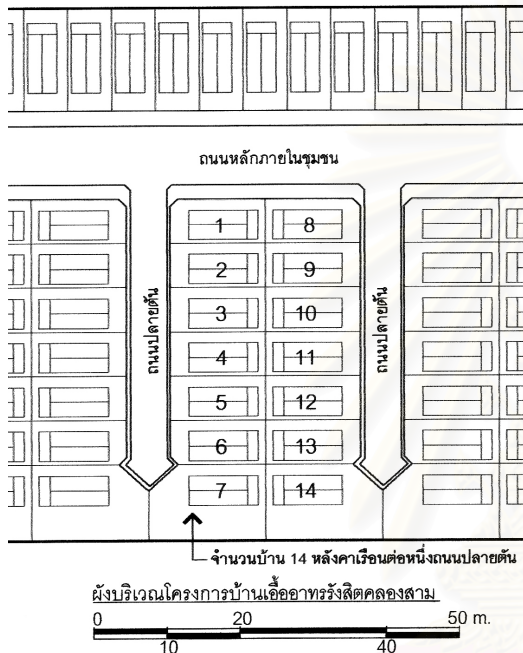 ถนนหลักภายในชุมชน
1 8
2 9
3 10
4 11
5 12
6 13
7 14
ถนนปลายตัน
ถนนปลายตัน
จำนวนบ้าน 14 หลังคาเรือนต่อหนึ่งถนนปลายตัน
ผังบริเวณโครงการบ้านเอื้ออาทรรังสิตคลองสาม
0 20 50 m.
10 40